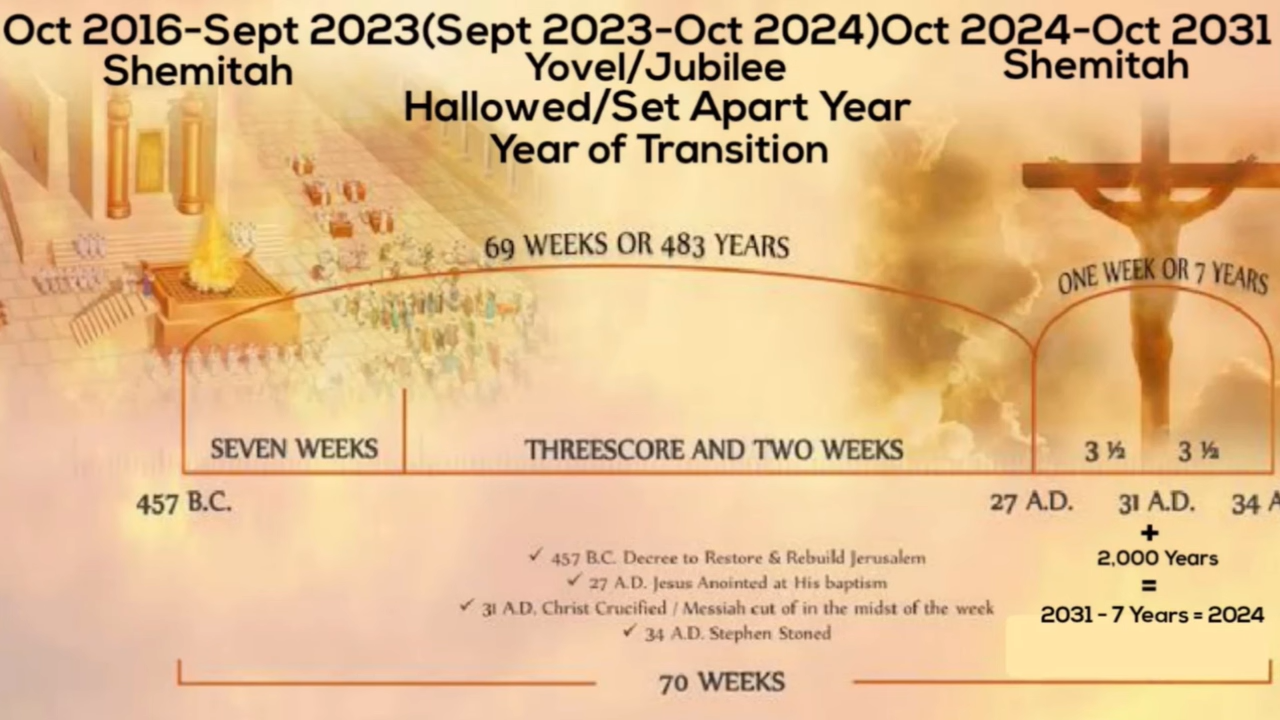 Oct 2016-Sept 2023(Sept 2023-Oct 2024)Oct 2024-Oct 2031
Shemitah
Yovel/Jubilee
Shemitah
Hallowed/Set Apart Year
Year of Transition
69 WEEKS OR 483 YEARS
ONE WEEK OR 7 YEARS
SEVEN WEEKS
THREESCORE AND TWO WEEKS
3 ½
3 ½
457 B.C.
27 A.D.
31 A.D.
34 A
+
2,000 Years
=
2031 - 7 Years = 2024
✓ 457 B.C. Decree to Restore & Rebuild Jerusalem
✓ 27 A.D. Jesus Anointed at His baptism
✓ 31 A.D. Christ Crucified / Messiah cut of in the midst of the week
✓ 34 A.D. Stephen Stoned
70 WEEKS